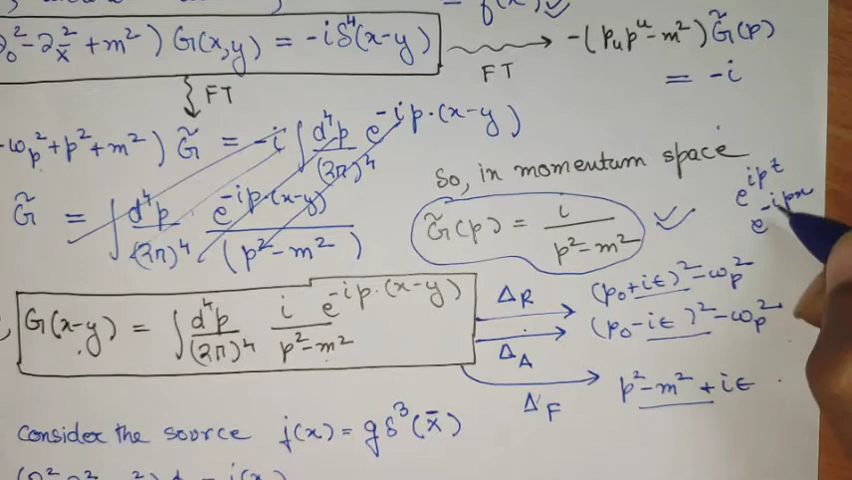 = f(x).
∂₀² - ∂²/x + m²) G(x,y) = -iδ⁴(x-y)
FT
-(pᵤpᵘ-m²) G̃(p)
= -i
FT
-ωₚ²+p²+m²) G̃ = -i ∫ d⁴p/(2π)⁴ e^{-ip·(x-y)}
G̃ = ∫ d⁴p/(2π)⁴ e^{-ip·(x-y)}/(p²-m²)
So, in momentum space
G̃(p) = i/(p²-m²)
e^{ipt}
e^{-ipx}
G(x-y) = ∫ d⁴p/(2π)⁴ i e^{-ip·(x-y)}/(p²-m²)
Δ_R (p₀+iϵ)²-ωₚ²
Δ_A (p₀-iϵ)²-ωₚ²
Δ_F p²-m²+iϵ
Consider the source j(x) = gδ³(x̄)